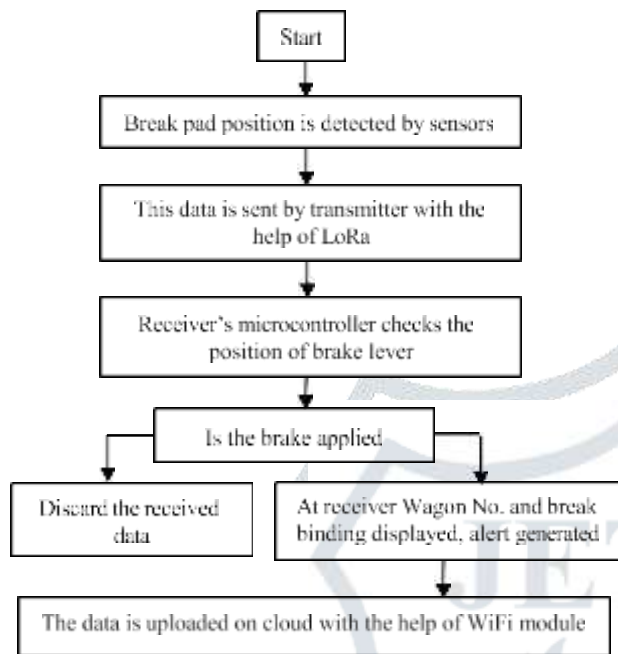 Start
Break pad position is detected by sensors
This data is sent by transmitter with the
help of LoRa
Receiver's microcontroller checks the
position of brake lever
Is the brake applied
Discard the received
data
At receiver Wagon No. and break
binding displayed, alert generated
The data is uploaded on cloud with the help of WiFi module
JET